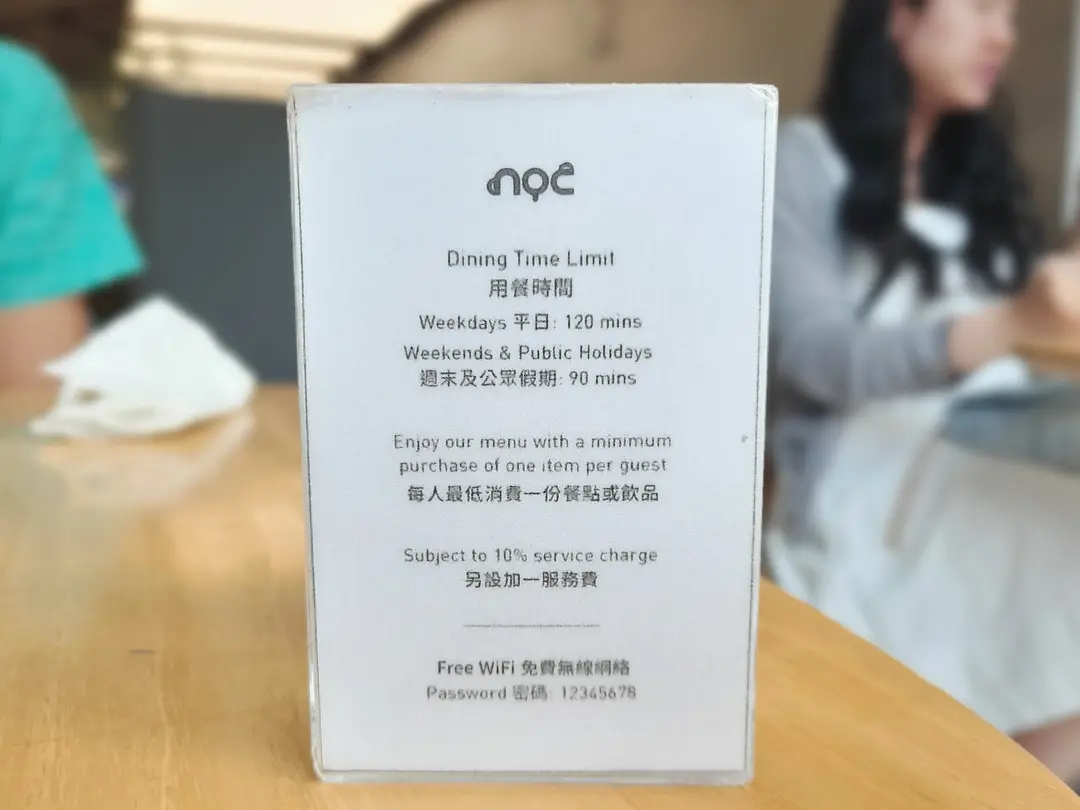 noc
Dining Time Limit
用餐時間
Weekdays 平日: 120 mins
Weekends & Public Holidays
週末及公眾假期: 90 mins
Enjoy our menu with a minimum
purchase of one item per guest
每人最低消費一份餐點或飲品
Subject to 10% service charge
另設加一服務費
Free WiFi 免費無線網絡
Password 密碼: 12345678